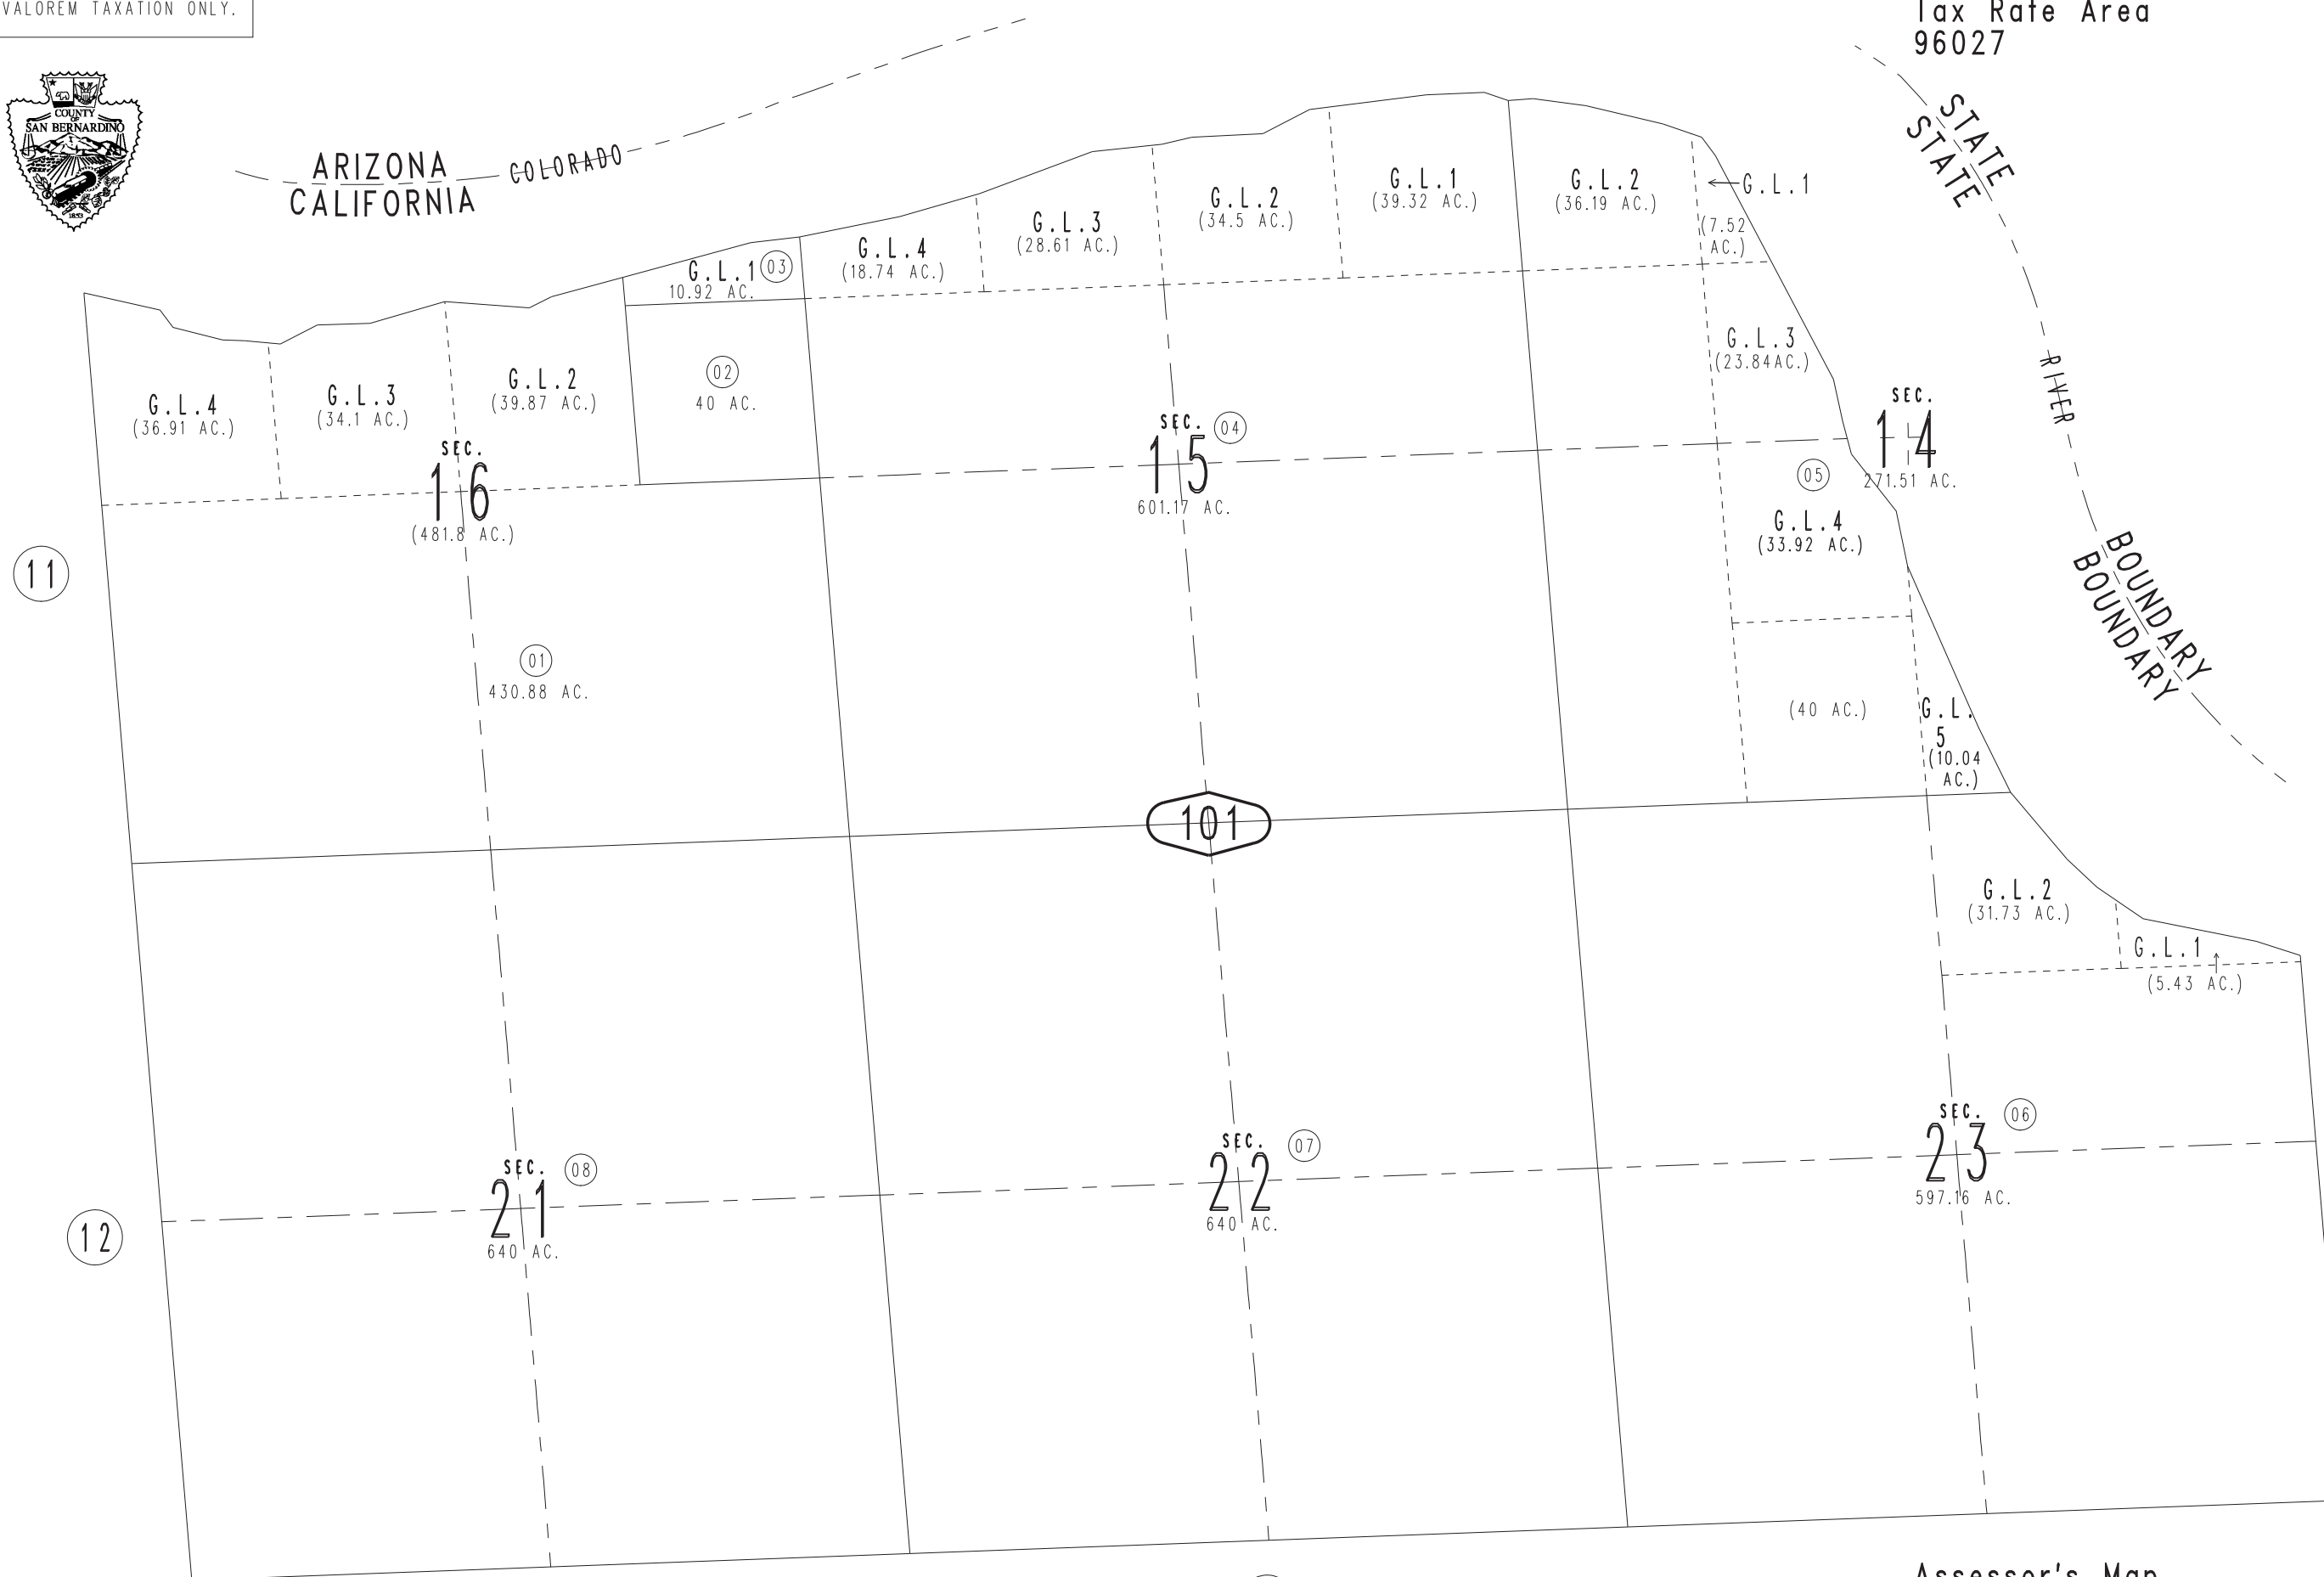 VALOREM TAXATION ONLY.
Tax Rate Area
96027
COUNTY
OF
SAN BERNARDINO
1853
ARIZONA
CALIFORNIA
COLORADO
STATE
STATE
RIVER
BOUNDARY
BOUNDARY
G.L.4
(36.91 AC.)
G.L.3
(34.1 AC.)
G.L.2
(39.87 AC.)
G.L.1
03
10.92 AC.
02
40 AC.
SEC.
16
(481.8 AC.)
01
430.88 AC.
G.L.4
(18.74 AC.)
G.L.3
(28.61 AC.)
G.L.2
(34.5 AC.)
G.L.1
(39.32 AC.)
SEC.
04
15
601.17 AC.
G.L.2
(36.19 AC.)
G.L.1
(7.52
AC.)
G.L.3
(23.84AC.)
SEC.
14
271.51 AC.
05
G.L.4
(33.92 AC.)
(40 AC.)
G.L.
5
(10.04
AC.)
11
101
G.L.2
(31.73 AC.)
G.L.1
(5.43 AC.)
12
SEC.
08
21
640 AC.
SEC.
07
22
640 AC.
SEC.
06
23
597.16 AC.
Assessor's Map